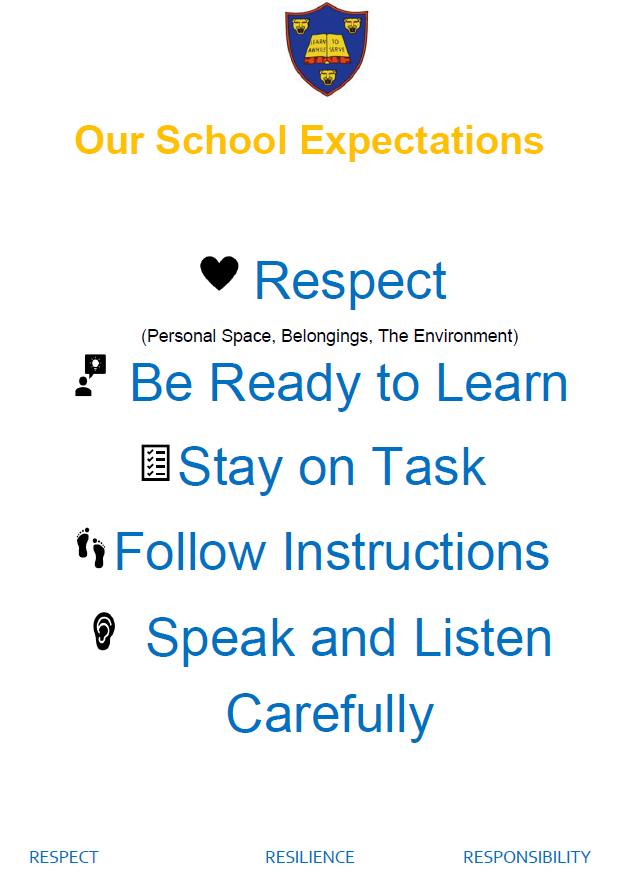 LEARN TO
AWHILE SERVE
Our School Expectations
Respect
(Personal Space, Belongings, The Environment)
Be Ready to Learn
Stay on Task
Follow Instructions
Speak and Listen
Carefully
RESPECT RESILIENCE RESPONSIBILITY